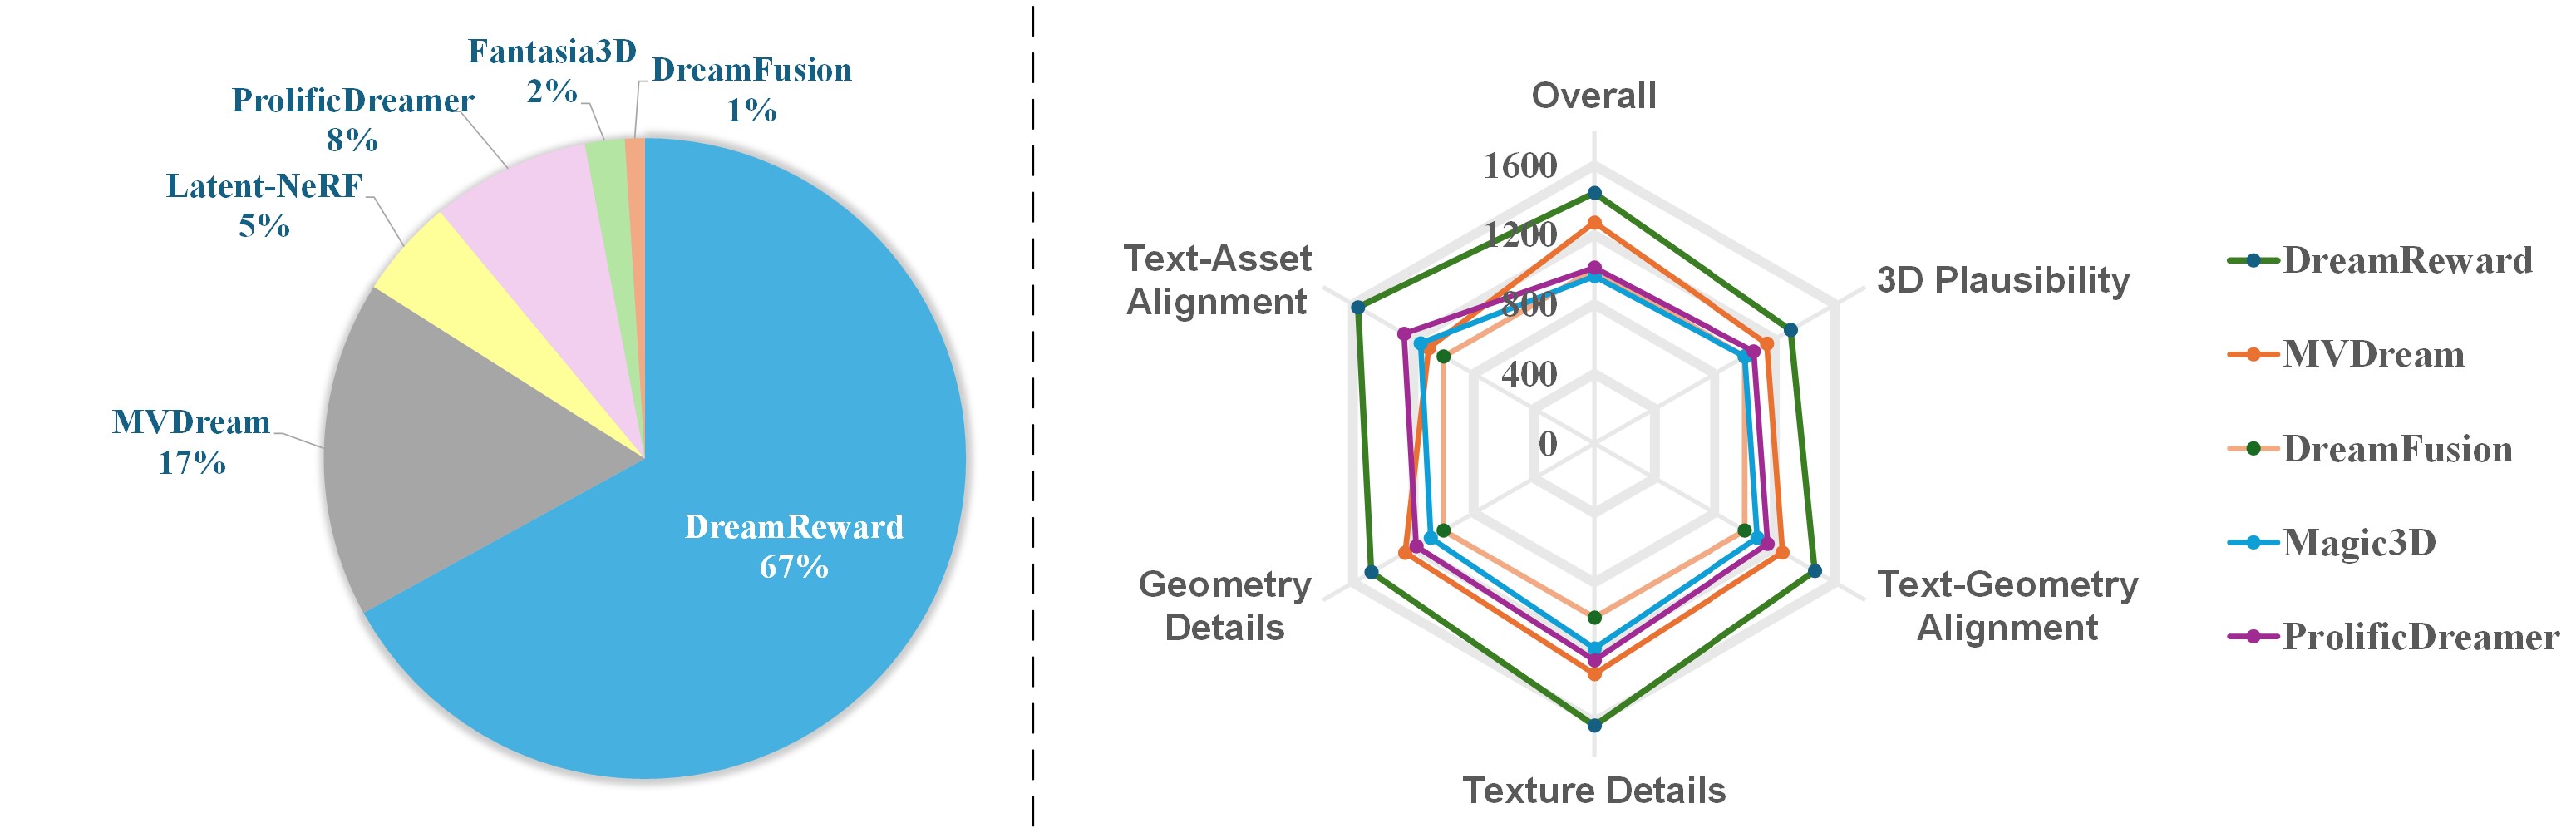 Fantasia3D
2%
DreamFusion
1%
ProlificDreamer
8%
Latent-NeRF
5%
MVDream
17%
DreamReward
67%
Overall
1600
1200
800
400
0
3D Plausibility
Text-Geometry
Alignment
Texture Details
Geometry
Details
Text-Asset
Alignment
DreamReward
MVDream
DreamFusion
Magic3D
ProlificDreamer